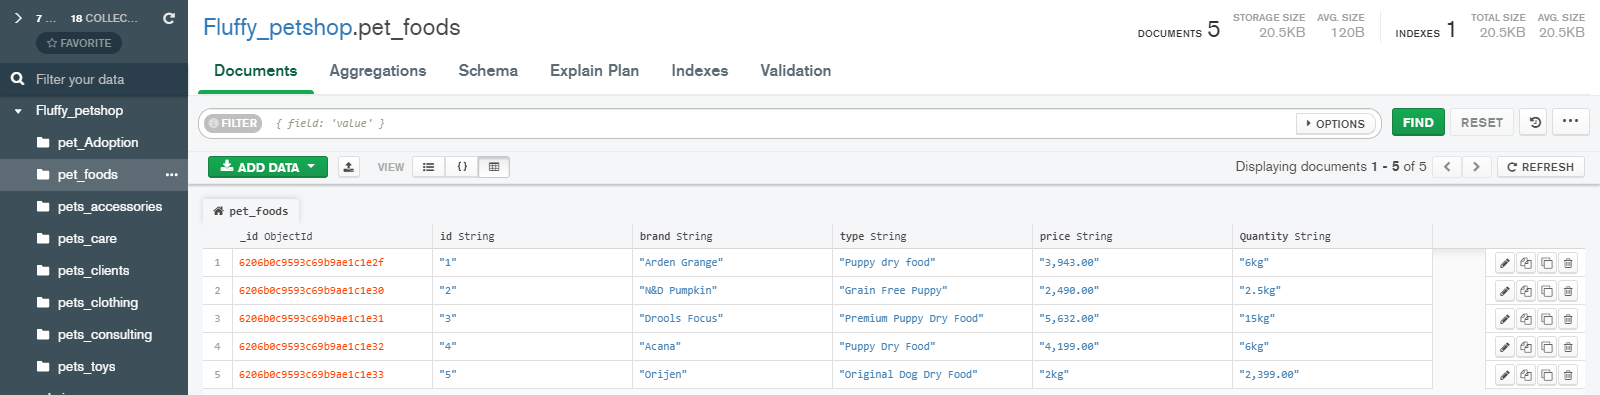 7 ... 18 COLLEC...
FAVORITE
Filter your data
Fluffy_petshop
pet_Adoption
pet_foods ...
pets_accessories
pets_care
pets_clients
pets_clothing
pets_consulting
pets_toys
Fluffy_petshop.pet_foods
DOCUMENTS 5 STORAGE SIZE 20.5KB AVG. SIZE 120B INDEXES 1 TOTAL SIZE 20.5KB AVG. SIZE 20.5KB
Documents Aggregations Schema Explain Plan Indexes Validation
FILTER { field: 'value' } OPTIONS FIND RESET ...
ADD DATA VIEW {} Displaying documents 1 - 5 of 5 < > REFRESH
pet_foods
_id ObjectId id String brand String type String price String Quantity String
1 6206b0c9593c69b9ae1c1e2f "1" "Arden Grange" "Puppy dry food" "3,943.00" "6kg"
2 6206b0c9593c69b9ae1c1e30 "2" "N&D Pumpkin" "Grain Free Puppy" "2,490.00" "2.5kg"
3 6206b0c9593c69b9ae1c1e31 "3" "Drools Focus" "Premium Puppy Dry Food" "5,632.00" "15kg"
4 6206b0c9593c69b9ae1c1e32 "4" "Acana" "Puppy Dry Food" "4,199.00" "6kg"
5 6206b0c9593c69b9ae1c1e33 "5" "Orijen" "Original Dog Dry Food" "2kg" "2,399.00"